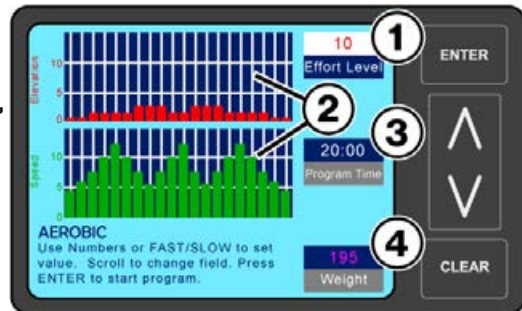 10
Effort Level
1
ENTER
Elevation
10
5
0
2
20:00
Program Time
3
Speed
10
5
0
AEROBIC
Use Numbers or FAST/SLOW to set
value. Scroll to change field. Press
ENTER to start program.
195
Weight
4
CLEAR